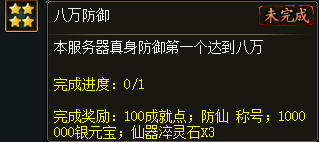 八万防御 未完成
本服务器真身防御第一个达到八万
完成进度：0/1
完成奖励：100成就点；防仙 称号；1000
000银元宝；仙器淬灵石X3